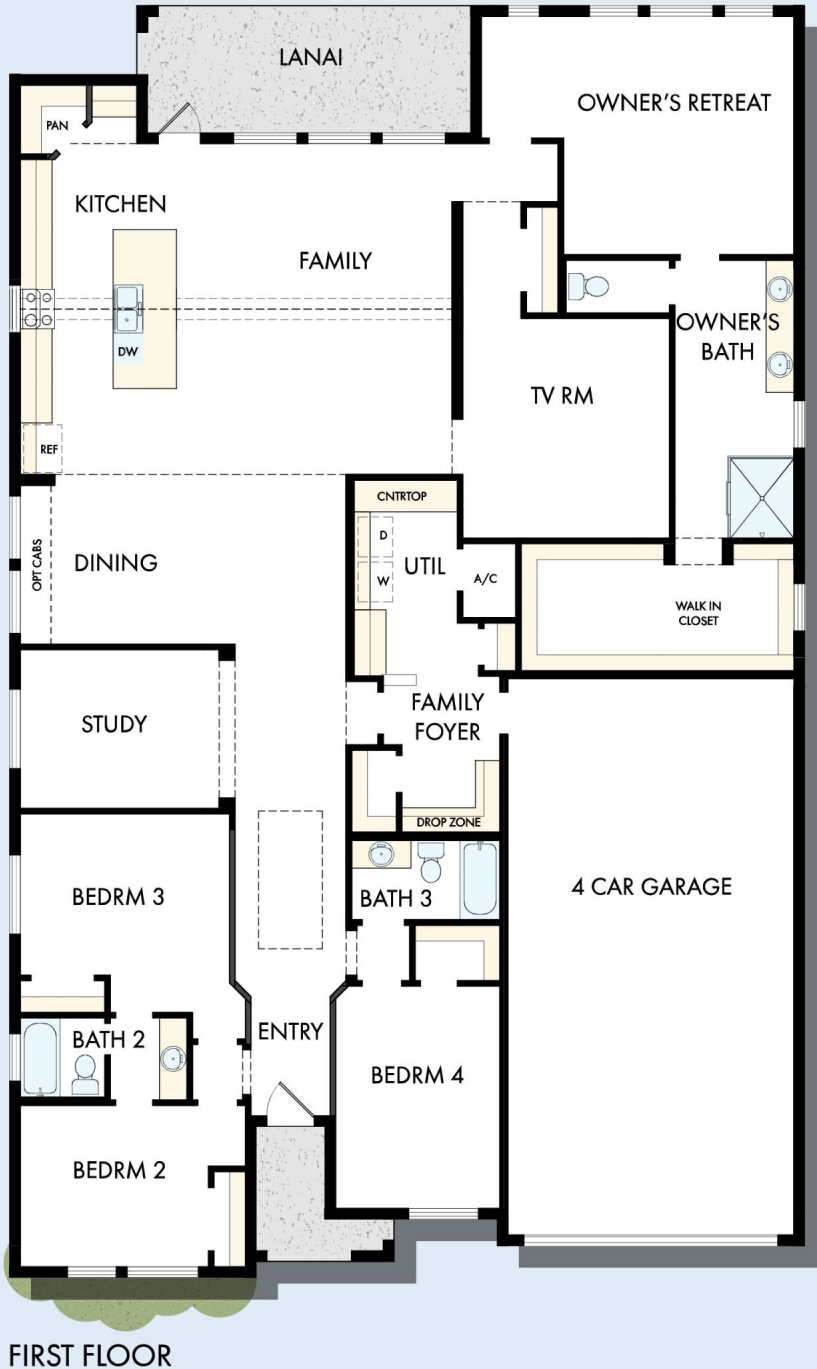 LANAI
OWNER'S RETREAT
PAN
KITCHEN
FAMILY
DW
OWNER'S
BATH
TV RM
REF
CNTRTOP
D
UTIL
W
A/C
OPT CABS
DINING
WALK IN
CLOSET
FAMILY
FOYER
STUDY
DROP ZONE
BEDRM 3
BATH 3
4 CAR GARAGE
ENTRY
BATH 2
BEDRM 4
BEDRM 2
FIRST FLOOR